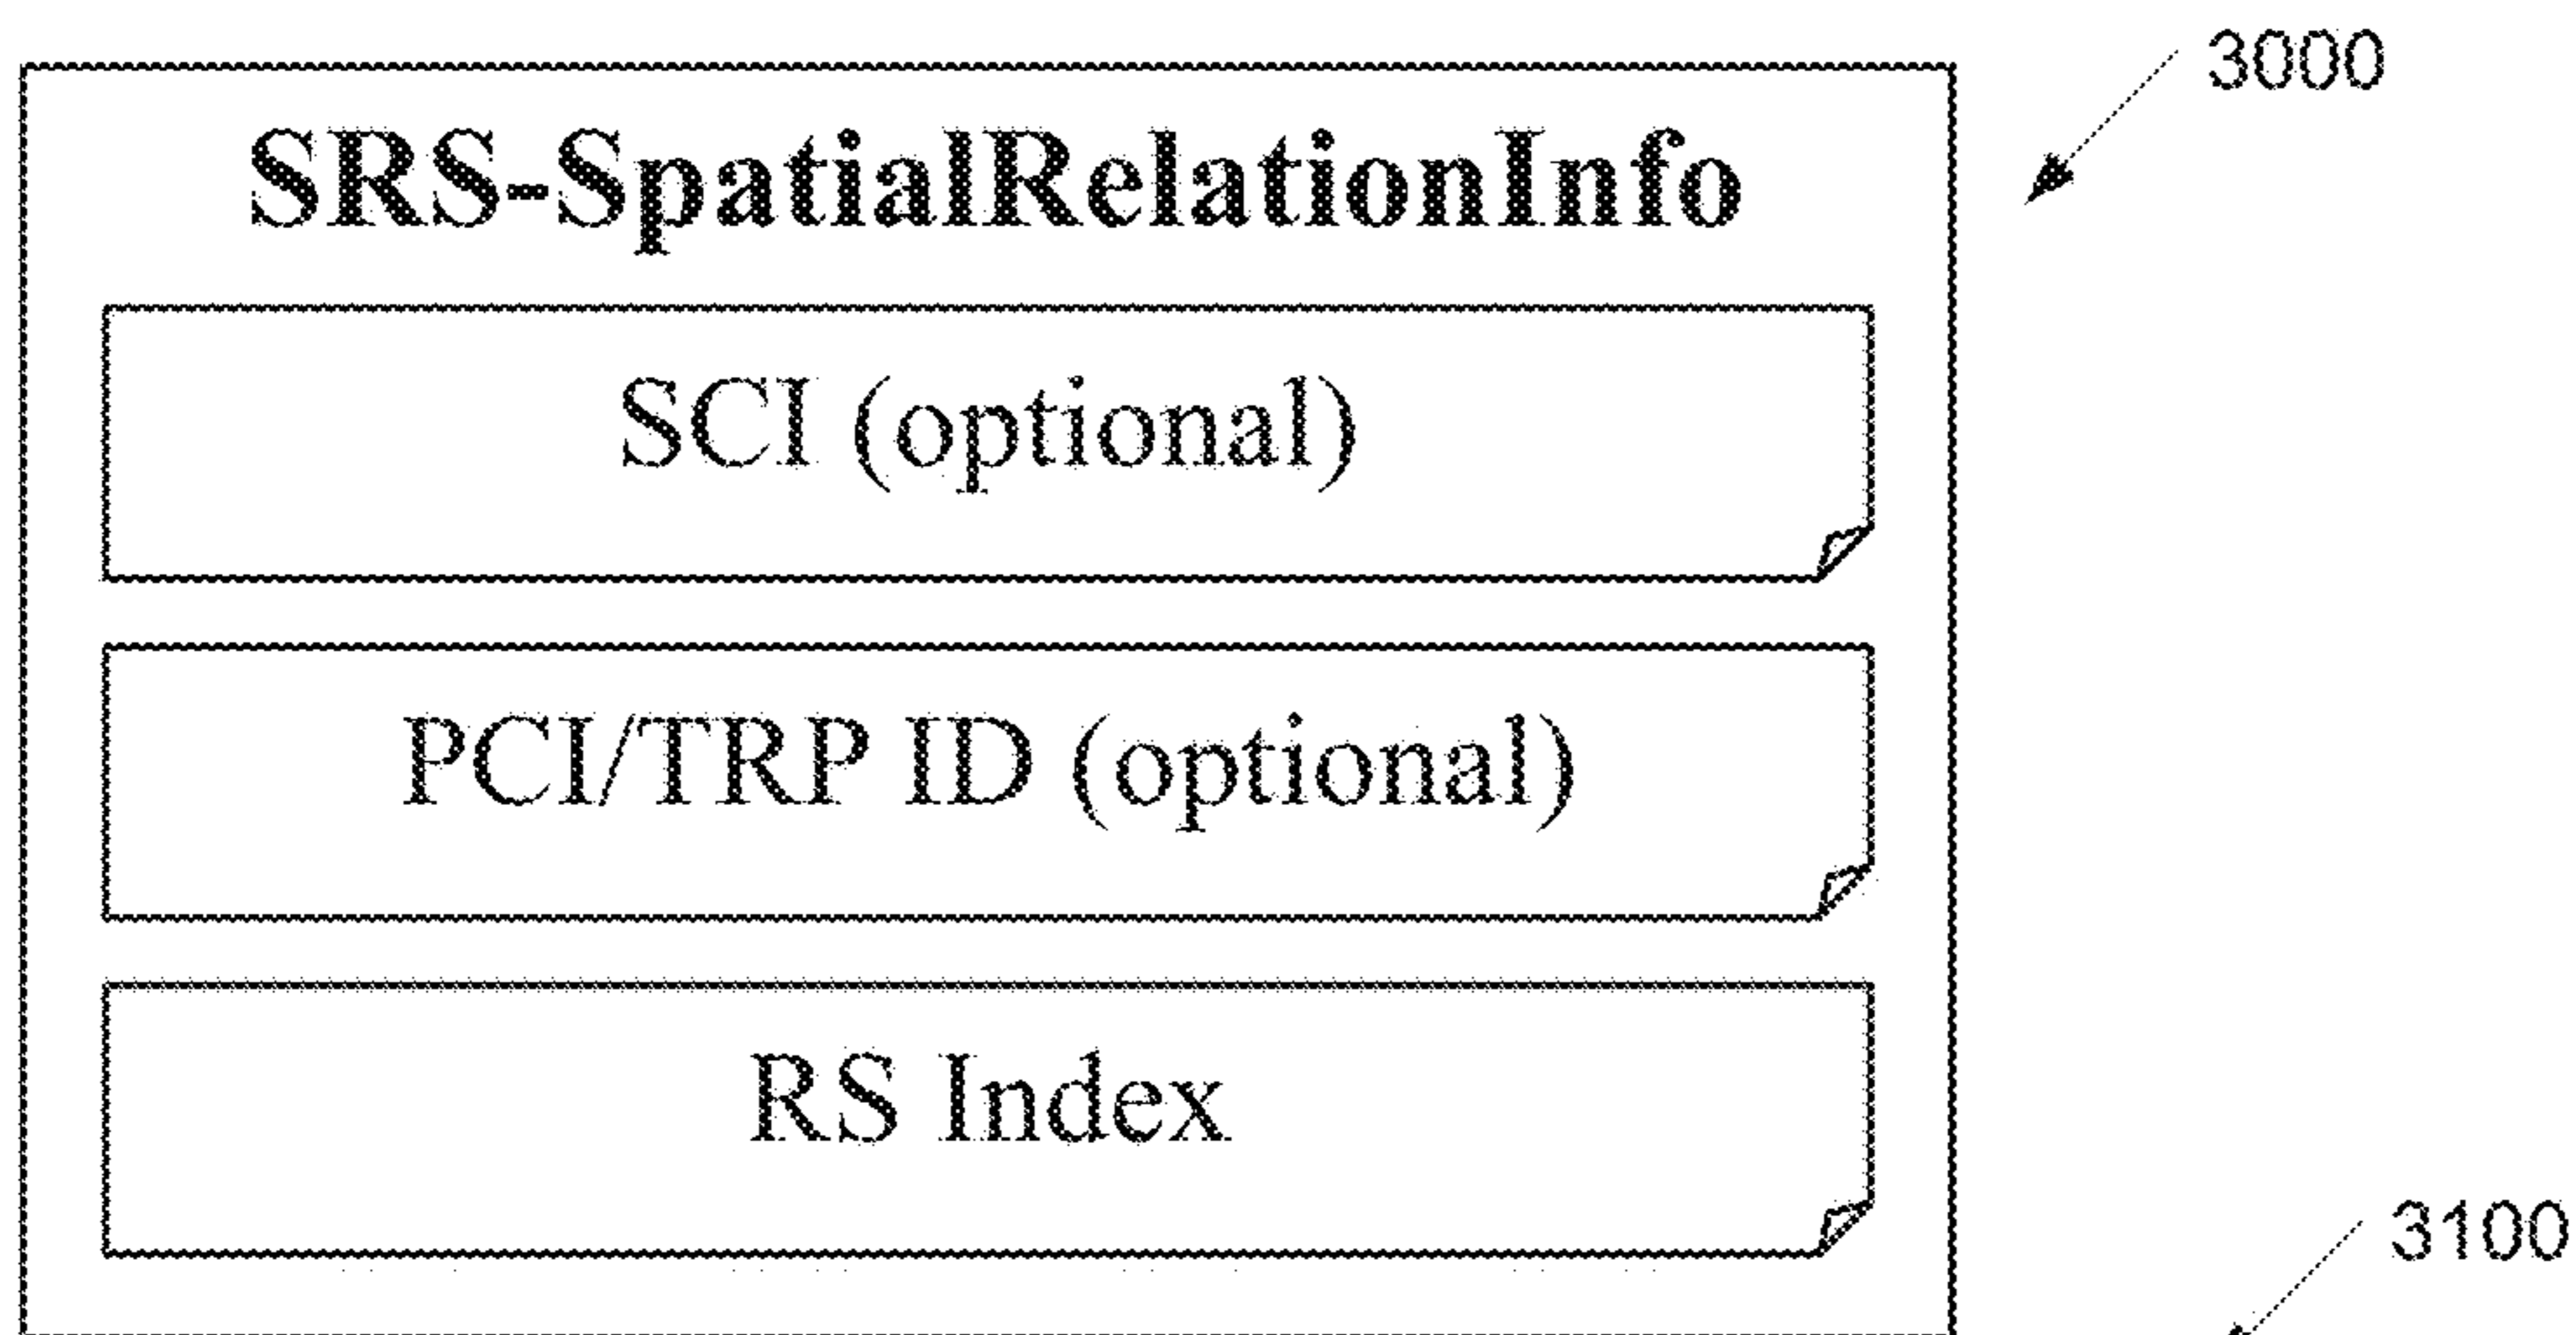 3000
SRS-SpatialRelationInfo
SCI (optional)
PCI/TRP ID (optional)
RS Index
3100